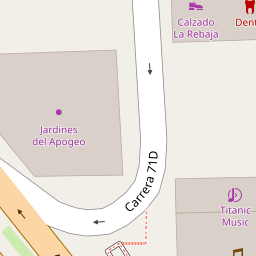 Calzado
La Rebaja
Dent
Jardines
del Apogeo
Carrera 71D
Titanic
Music